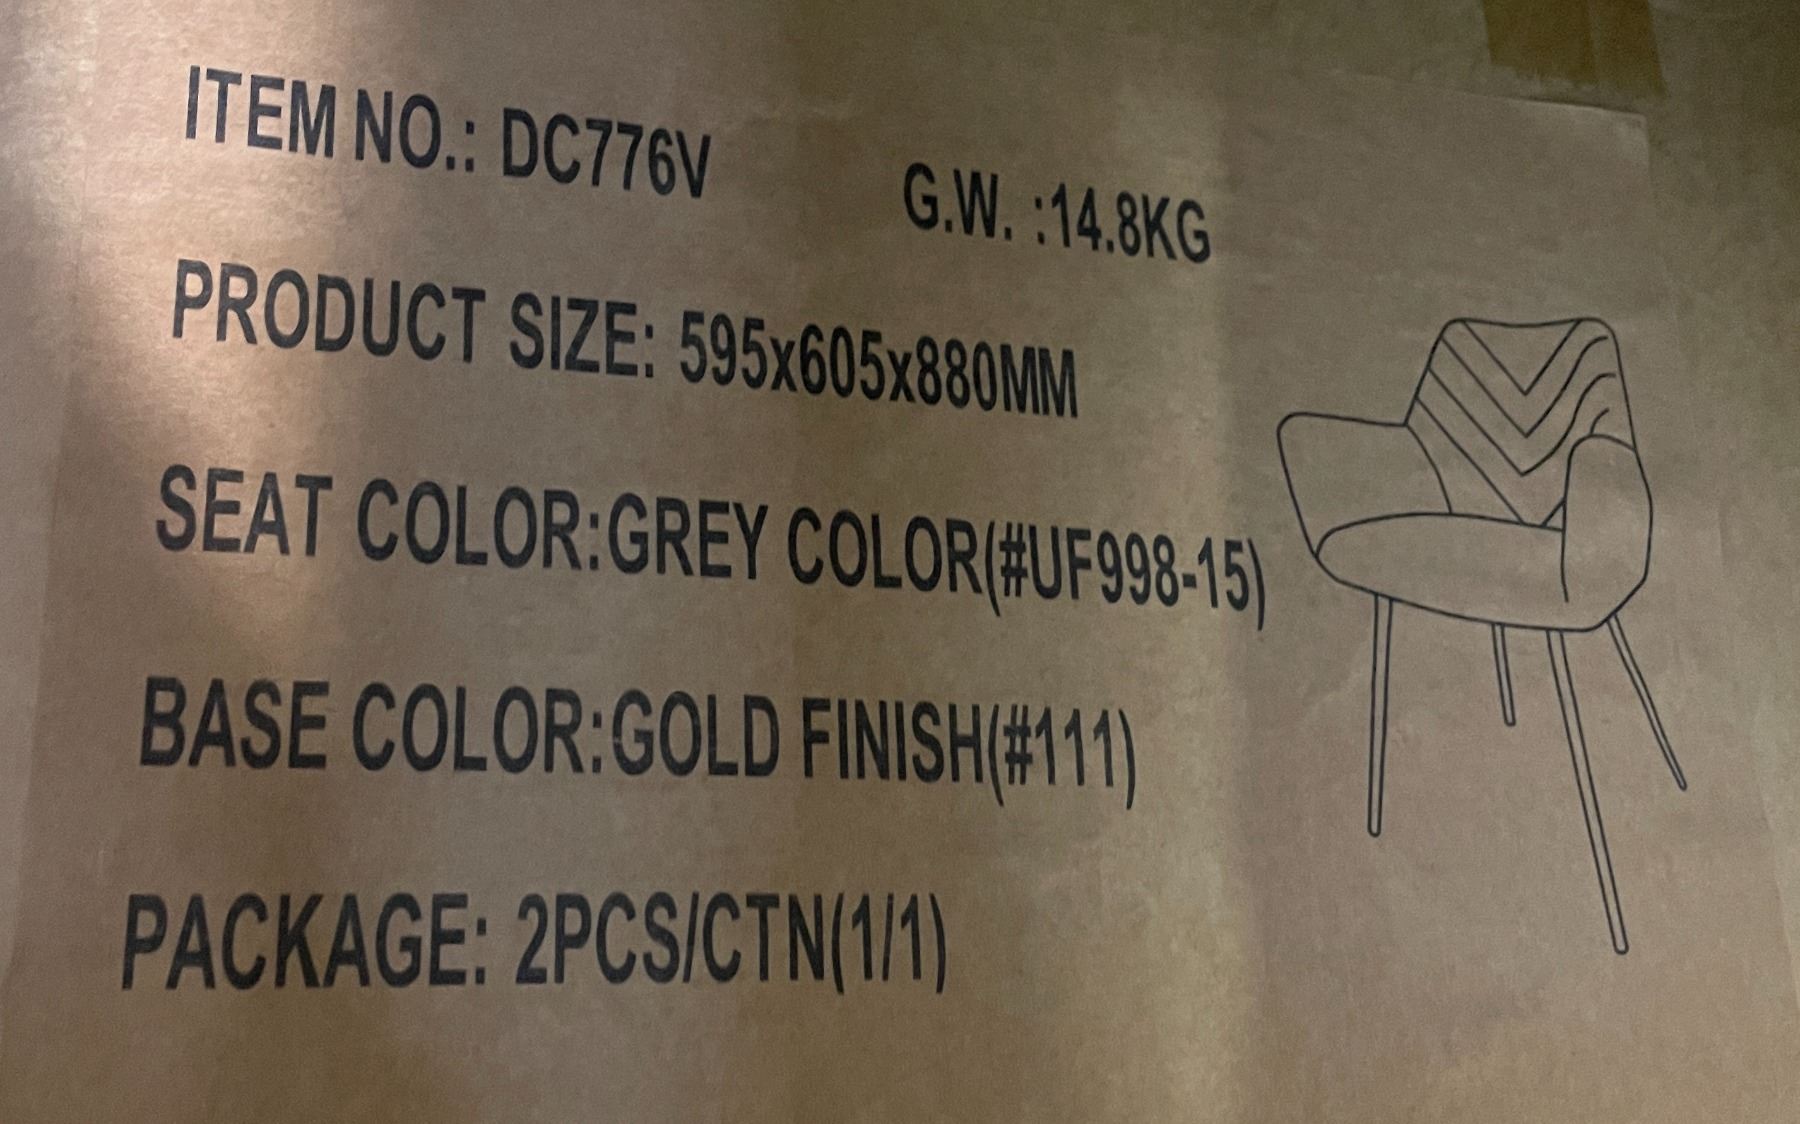 ITEM NO.: DC776V
G.W. :14.8KG
PRODUCT SIZE: 595x605x880MM
SEAT COLOR:GREY COLOR(#UF998-15)
BASE COLOR:GOLD FINISH(#111)
PACKAGE: 2PCS/CTN(1/1)